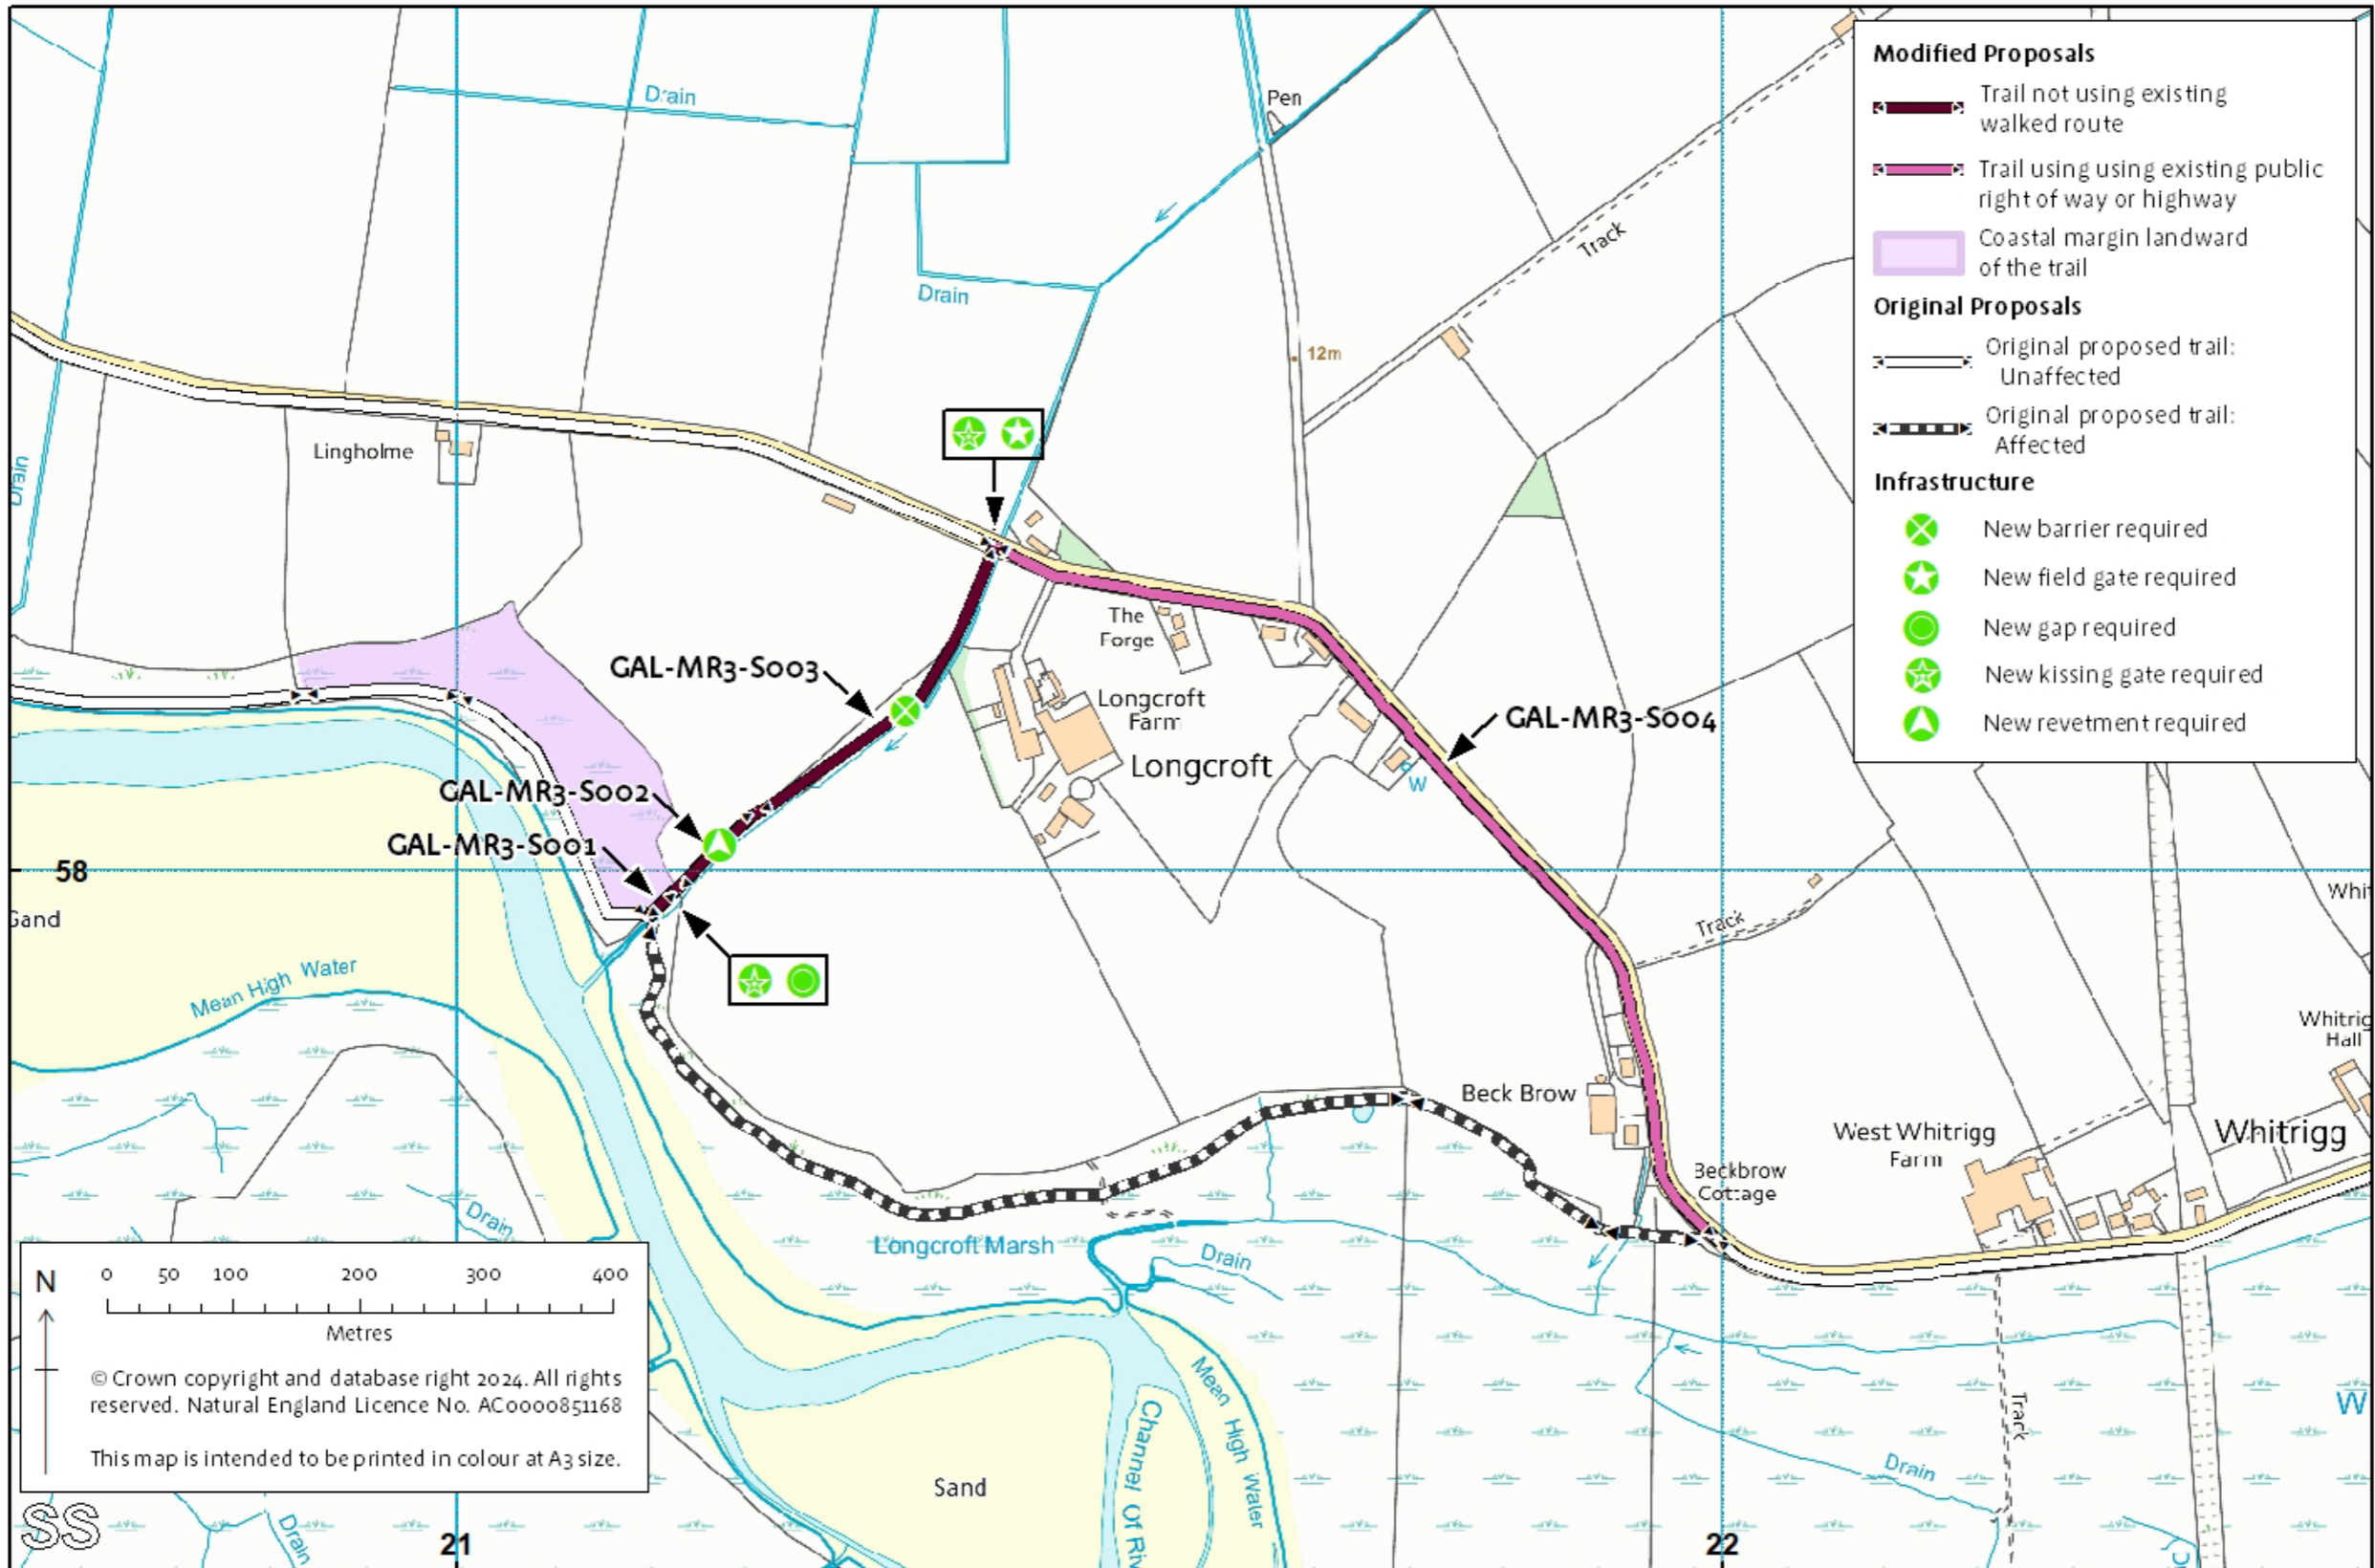 Modified Proposals
Trail not using existing
walked route
Trail using using existing public
right of way or highway
Coastal margin landward
of the trail
Original Proposals
Original proposed trail:
Unaffected
Original proposed trail:
Affected
Infrastructure
New barrier required
New field gate required
New gap required
New kissing gate required
New revetment required
Drain
Pen
Track
Drain
12m
Lingholme
Drain
The
Forge
GAL-MR3-S003
Longcroft
Farm
GAL-MR3-S004
Longcroft
W
GAL-MR3-S002
GAL-MR3-S001
58
Whit
Sand
Track
Mean High Water
Whitrig
Hall
Beck Brow
West Whitrigg
Farm
Whitrigg
Beckbrow
Cottage
Drain
Longcroft Marsh
Drain
N
0 50 100 200 300 400
Metres
© Crown copyright and database right 2024. All rights
reserved. Natural England Licence No. AC0000851168
This map is intended to be printed in colour at A3 size.
Mean High Water
Channel Of Riv
Track
W
Drain
Sand
SS
Drain
21
22